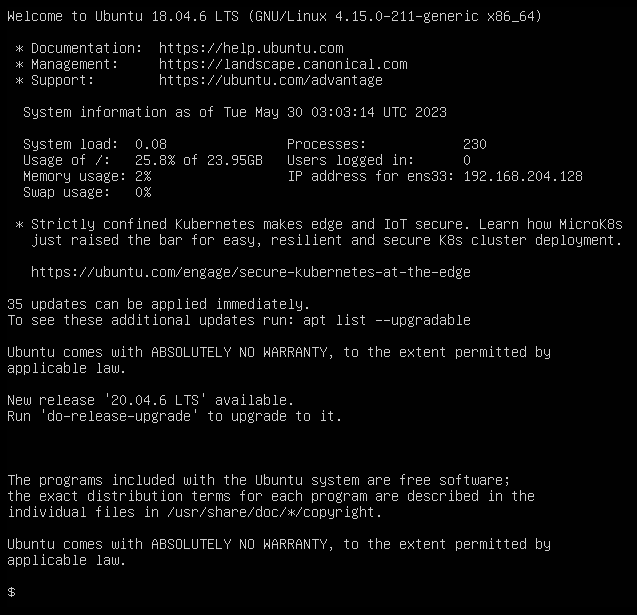 Welcome to Ubuntu 18.04.6 LTS (GNU/Linux 4.15.0-211-generic x86_64)

 * Documentation:  https://help.ubuntu.com
 * Management:     https://landscape.canonical.com
 * Support:        https://ubuntu.com/advantage

  System information as of Tue May 30 03:03:14 UTC 2023

  System load:  0.08               Processes:            230
  Usage of /:   25.8% of 23.95GB   Users logged in:      0
  Memory usage: 2%                 IP address for ens33: 192.168.204.128
  Swap usage:   0%

 * Strictly confined Kubernetes makes edge and IoT secure. Learn how MicroK8s
   just raised the bar for easy, resilient and secure K8s cluster deployment.

   https://ubuntu.com/engage/secure-kubernetes-at-the-edge

35 updates can be applied immediately.
To see these additional updates run: apt list --upgradable

Ubuntu comes with ABSOLUTELY NO WARRANTY, to the extent permitted by
applicable law.

New release '20.04.6 LTS' available.
Run 'do-release-upgrade' to upgrade to it.

The programs included with the Ubuntu system are free software;
the exact distribution terms for each program are described in the
individual files in /usr/share/doc/*/copyright.

Ubuntu comes with ABSOLUTELY NO WARRANTY, to the extent permitted by
applicable law.

$